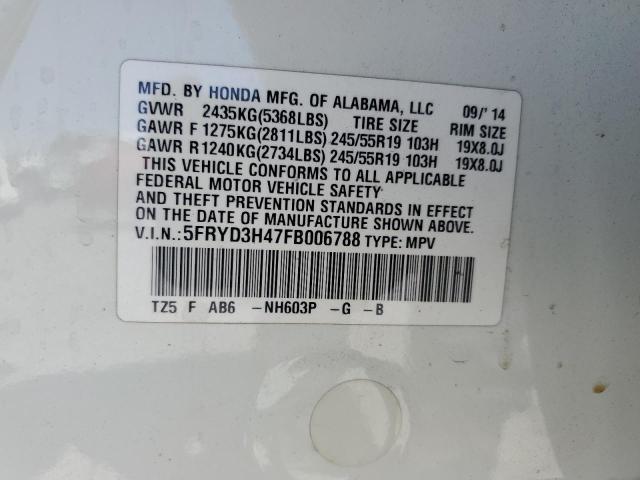 MFD. BY HONDA MFG. OF ALABAMA, LLC 09/'14
GVWR 2435KG(5368LBS) TIRE SIZE RIM SIZE
GAWR F 1275KG(2811LBS) 245/55R19 103H 19X8.0J
GAWR R 1240KG(2734LBS) 245/55R19 103H 19X8.0J
THIS VEHICLE CONFORMS TO ALL APPLICABLE
FEDERAL MOTOR VEHICLE SAFETY
AND THEFT PREVENTION STANDARDS IN EFFECT
ON THE DATE OF MANUFACTURE SHOWN ABOVE.
V.I.N.: 5FRYD3H47FB006788 TYPE: MPV
TZ5 F AB6 -NH603P -G -B